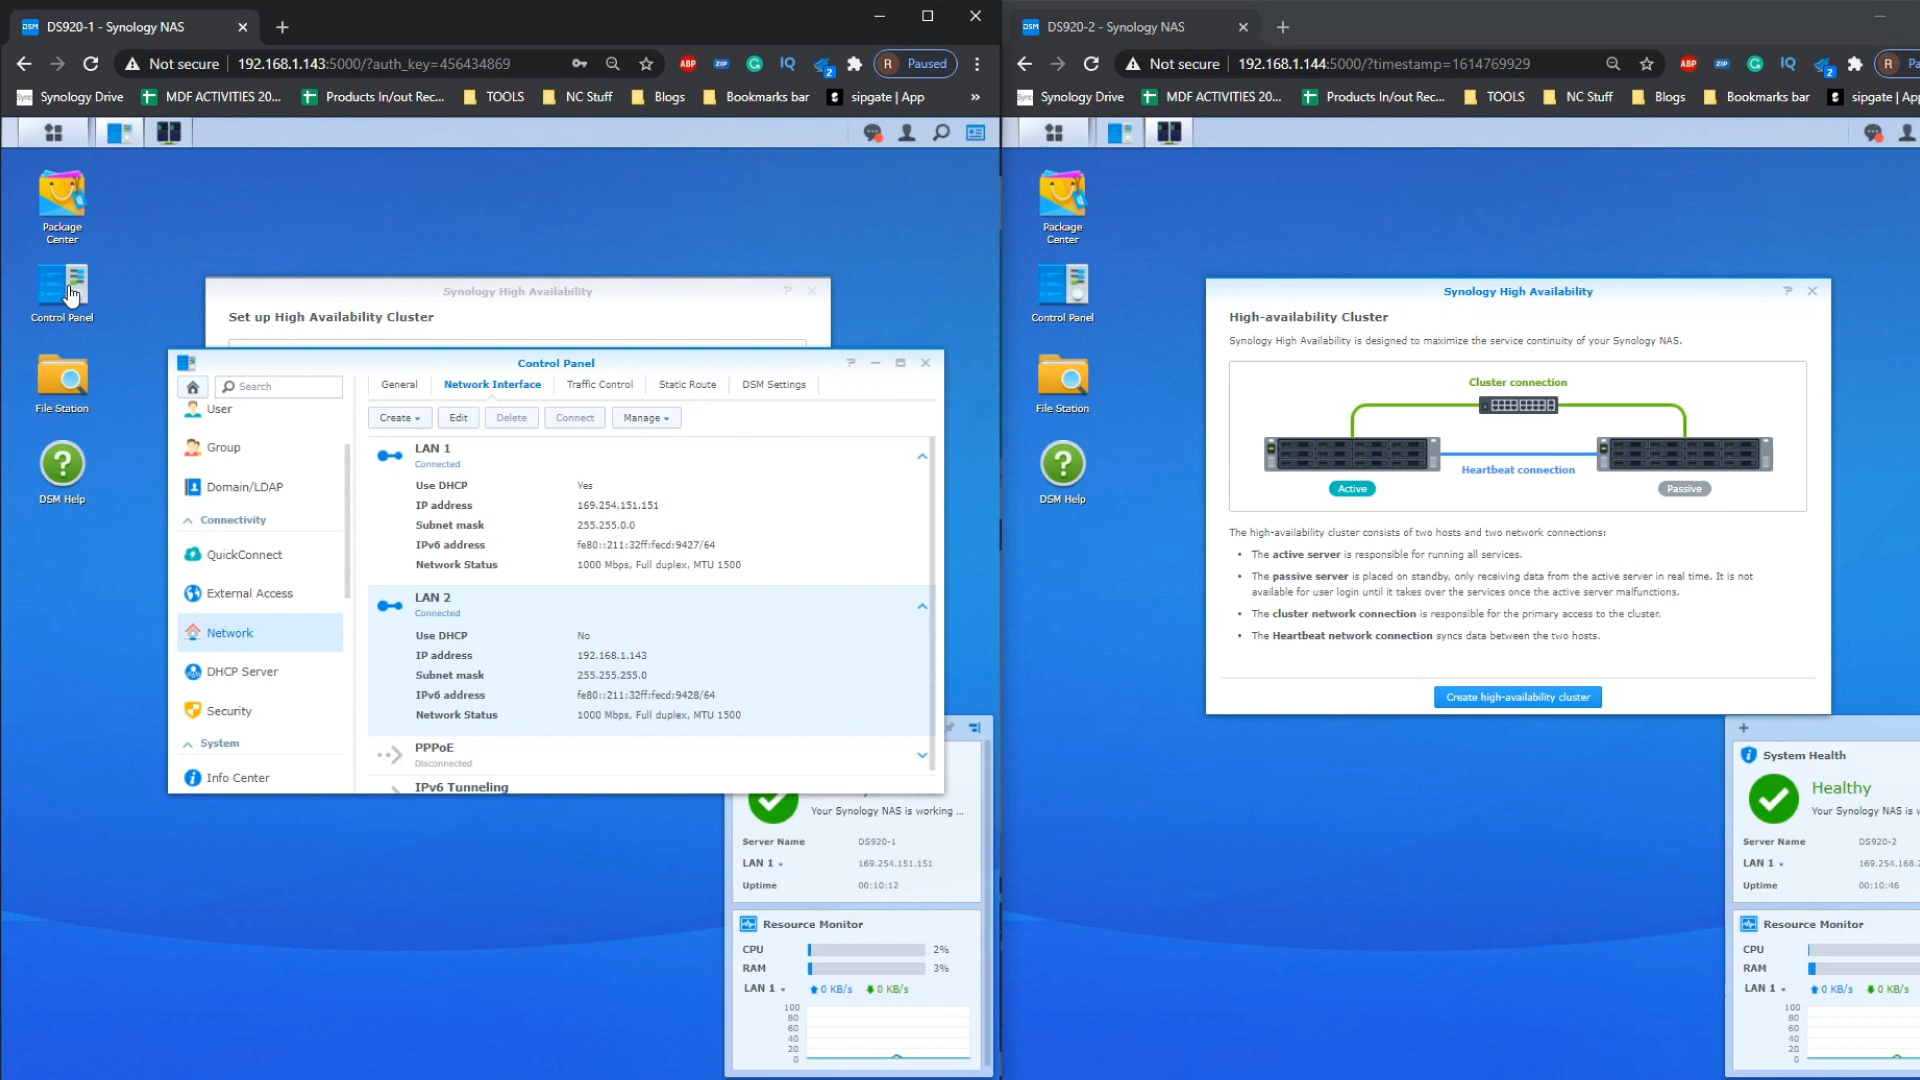 DS920-1 - Synology NAS
Not secure
192.168.1.143:5000/?auth_key=456434869
ABP
ZIP
IQ
2
R
Paused
Synology Drive
MDF ACTIVITIES 20...
Products In/out Rec...
TOOLS
NC Stuff
Blogs
Bookmarks bar
sipgate | App
»
Package
Center
Control Panel
File Station
DSM Help
Synology High Availability
Set up High Availability Cluster
Control Panel
Search
User
Group
Domain/LDAP
Connectivity
QuickConnect
External Access
Network
DHCP Server
Security
System
Info Center
General
Network Interface
Traffic Control
Static Route
DSM Settings
Create
Edit
Delete
Connect
Manage
LAN 1
Connected
Use DHCP Yes
IP address 169.254.151.151
Subnet mask 255.255.0.0
IPv6 address fe80::211:32ff:fecd:9427/64
Network Status 1000 Mbps, Full duplex, MTU 1500
LAN 2
Connected
Use DHCP No
IP address 192.168.1.143
Subnet mask 255.255.255.0
IPv6 address fe80::211:32ff:fecd:9428/64
Network Status 1000 Mbps, Full duplex, MTU 1500
PPPoE
Disconnected
IPv6 Tunneling
Your Synology NAS is working ...
Server Name DS920-1
LAN 1 169.254.151.151
Uptime 00:10:12
Resource Monitor
CPU 2%
RAM 3%
LAN 1 0 KB/s 0 KB/s
100
80
60
40
20
0
DS920-2 - Synology NAS
Not secure
192.168.1.144:5000/?timestamp=1614769929
ABP
ZIP
IQ
2
R
Pa
Synology Drive
MDF ACTIVITIES 20...
Products In/out Rec...
TOOLS
NC Stuff
Blogs
Bookmarks bar
sipgate | App
Package
Center
Control Panel
File Station
DSM Help
Synology High Availability
High-availability Cluster
Synology High Availability is designed to maximize the service continuity of your Synology NAS.
Cluster connection
Heartbeat connection
Active
Passive
The high-availability cluster consists of two hosts and two network connections:
• The active server is responsible for running all services.
• The passive server is placed on standby, only receiving data from the active server in real time. It is not
available for user login until it takes over the services once the active server malfunctions.
• The cluster network connection is responsible for the primary access to the cluster.
• The Heartbeat network connection syncs data between the two hosts.
Create high-availability cluster
System Health
Healthy
Your Synology NAS is w
Server Name DS920-2
LAN 1 169.254.168.2
Uptime 00:10:46
Resource Monitor
CPU
RAM
LAN 1 0 KB/s 0 KB/s
100
80
60
40
20
0